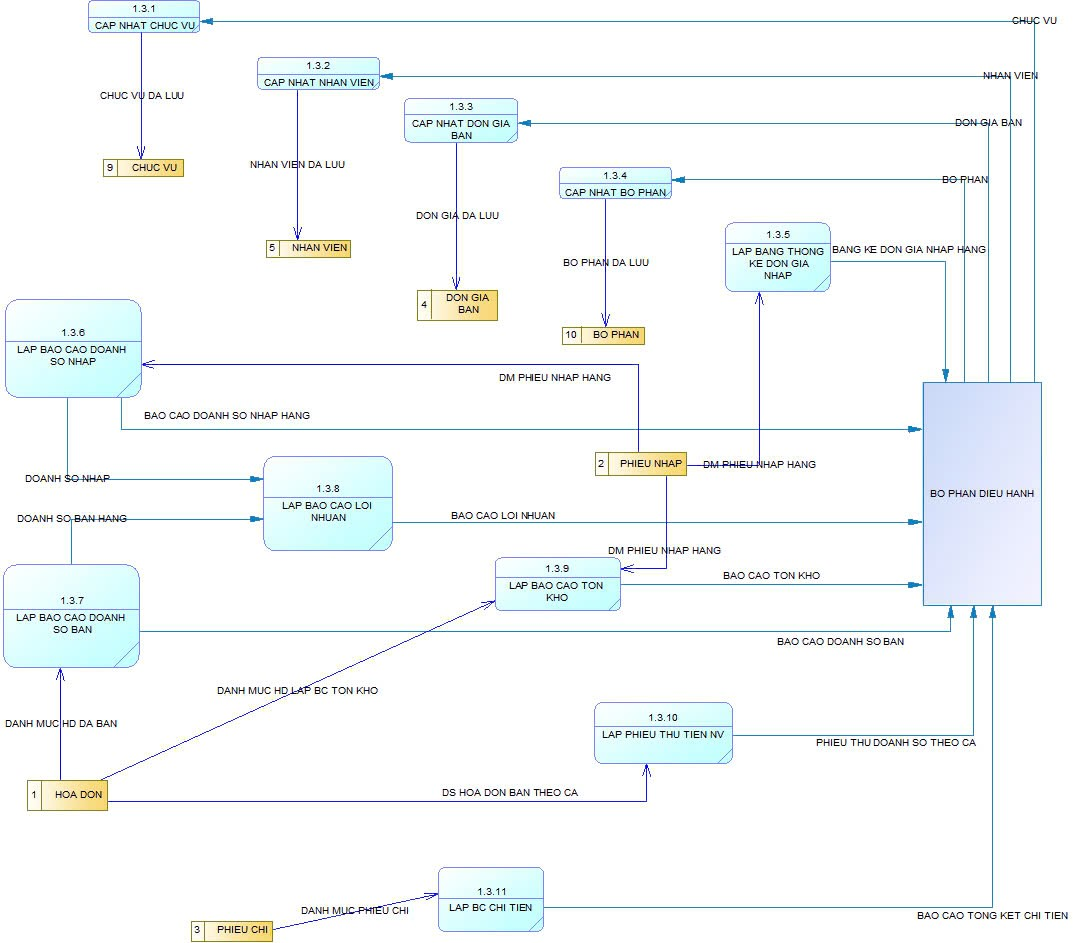 1.3.1
CAP NHAT CHUC VU
CHUC VU
1.3.2
CAP NHAT NHAN VIEN
NHAN VIEN
CHUC VU DA LUU
1.3.3
CAP NHAT DON GIA
BAN
DON GIA BAN
9 CHUC VU
NHAN VIEN DA LUU
1.3.4
CAP NHAT BO PHAN
BO PHAN
DON GIA DA LUU
5 NHAN VIEN
1.3.5
LAP BANG THONG
KE DON GIA
NHAP
BANG KE DON GIA NHAP HANG
BO PHAN DA LUU
4 DON GIA
BAN
10 BO PHAN
1.3.6
LAP BAO CAO DOANH
SO NHAP
DM PHIEU NHAP HANG
BAO CAO DOANH SO NHAP HANG
2 PHIEU NHAP
DM PHIEU NHAP HANG
DOANH SO NHAP
1.3.8
LAP BAO CAO LOI
NHUAN
BO PHAN DIEU HANH
DOANH SO BAN HANG
BAO CAO LOI NHUAN
DM PHIEU NHAP HANG
1.3.9
LAP BAO CAO TON
KHO
BAO CAO TON KHO
1.3.7
LAP BAO CAO DOANH
SO BAN
BAO CAO DOANH SO BAN
DANH MUC HD LAP BC TON KHO
DANH MUC HD DA BAN
1.3.10
LAP PHIEU THU TIEN NV
PHIEU THU DOANH SO THEO CA
1 HOA DON
DS HOA DON BAN THEO CA
1.3.11
LAP BC CHI TIEN
DANH MUC PHIEU CHI
BAO CAO TONG KET CHI TIEN
3 PHIEU CHI